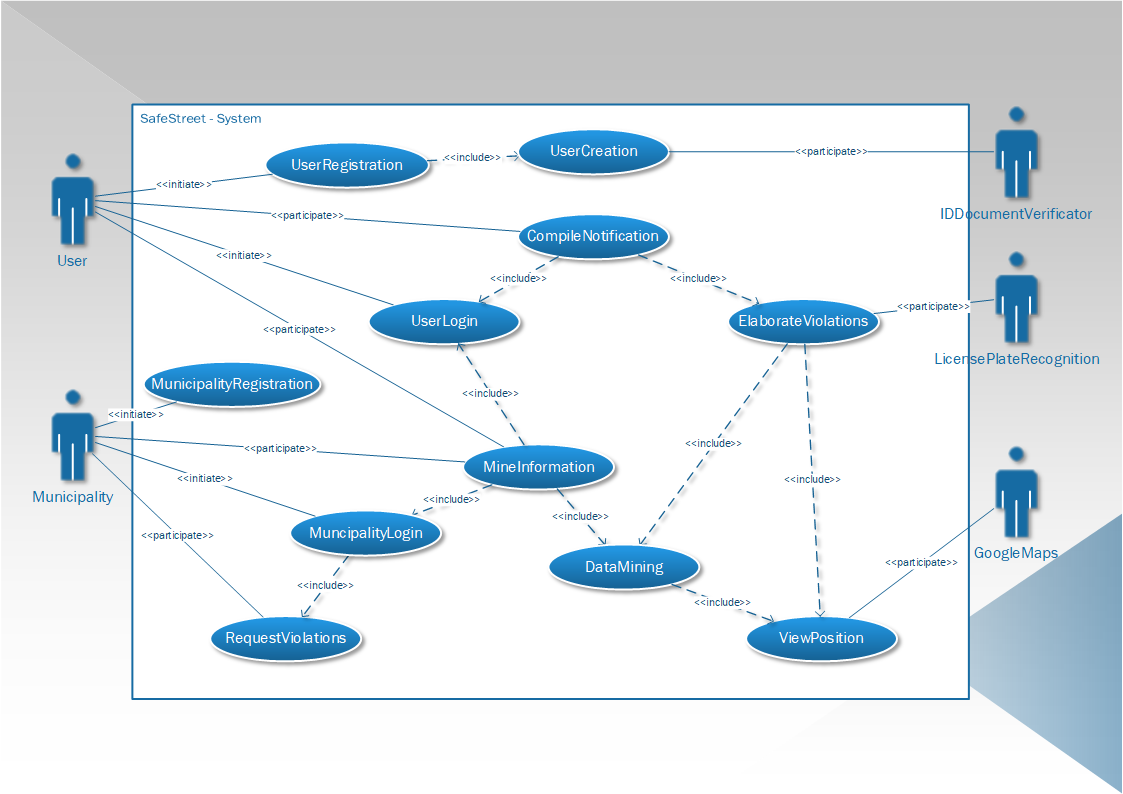 SafeStreet - System
UserRegistration
<<include>>
UserCreation
<<participate>>
IDDocumentVerificator
<<initiate>>
User
<<participate>>
CompileNotification
<<initiate>>
<<include>>
<<include>>
UserLogin
ElaborateViolations
<<participate>>
LicensePlateRecognition
<<participate>>
MunicipalityRegistration
<<initiate>>
<<include>>
Municipality
<<participate>>
<<include>>
MineInformation
<<initiate>>
<<include>>
<<include>>
<<include>>
MuncipalityLogin
<<participate>>
GoogleMaps
<<participate>>
DataMining
<<include>>
<<include>>
RequestViolations
ViewPosition